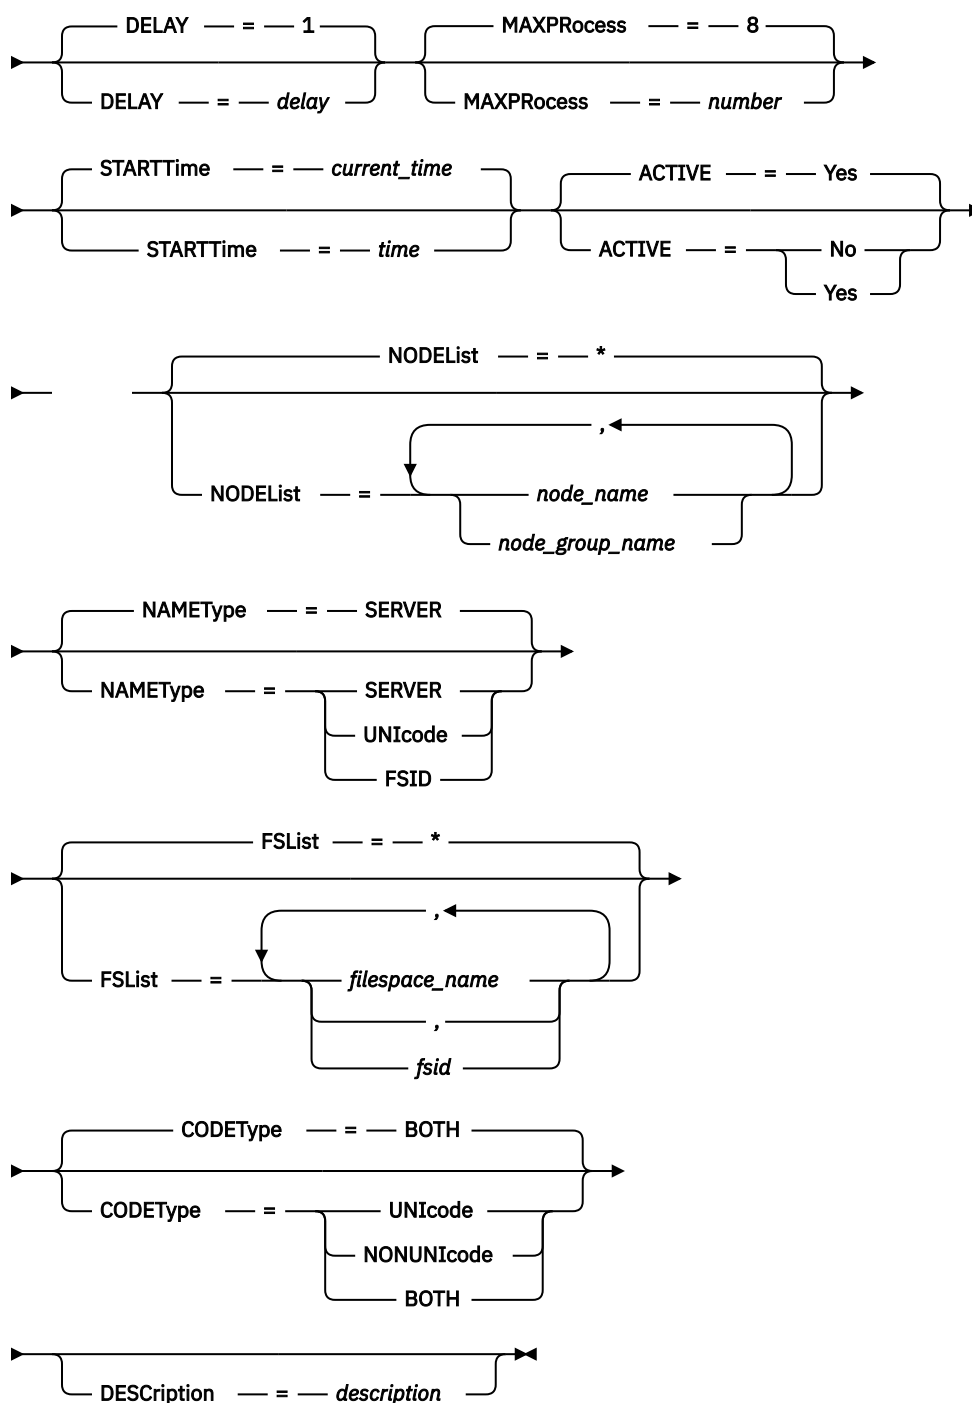 DELAY = 1 MAXPRocess = 8
DELAY = delay MAXPRocess = number
STARTTime = current_time ACTIVE = Yes
STARTTime = time ACTIVE = No
Yes
NODEList = *
,
NODEList = node_name
node_group_name
NAMEType = SERVER
NAMEType = SERVER
UNIcode
FSID
FSList = *
,
FSList = filespace_name
,
fsid
CODEType = BOTH
CODEType = UNIcode
NONUNIcode
BOTH
DESCription = description